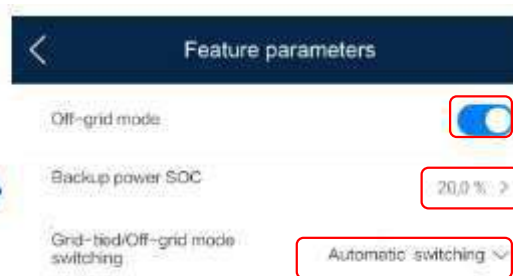 Feature parameters
Off-grid mode
Backup power SOC
20,0 %
Grid-tied/Off-grid mode
switching
Automatic switching